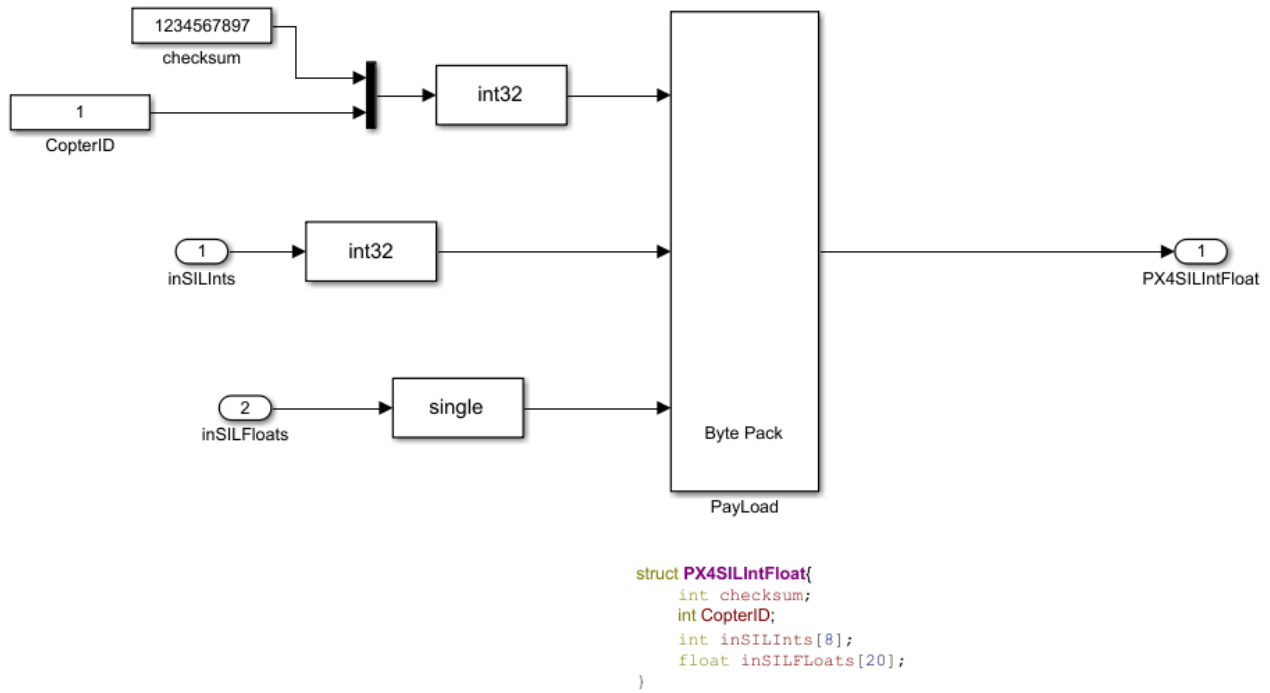 1234567897
checksum
1
CopterID
int32
1
inSILInts
int32
2
inSILFloats
single
Byte Pack
PayLoad
1
PX4SILIntFloat
struct PX4SILIntFloat{
int checksum;
int CopterID;
int inSILInts[8];
float inSILFLoats[20];
}